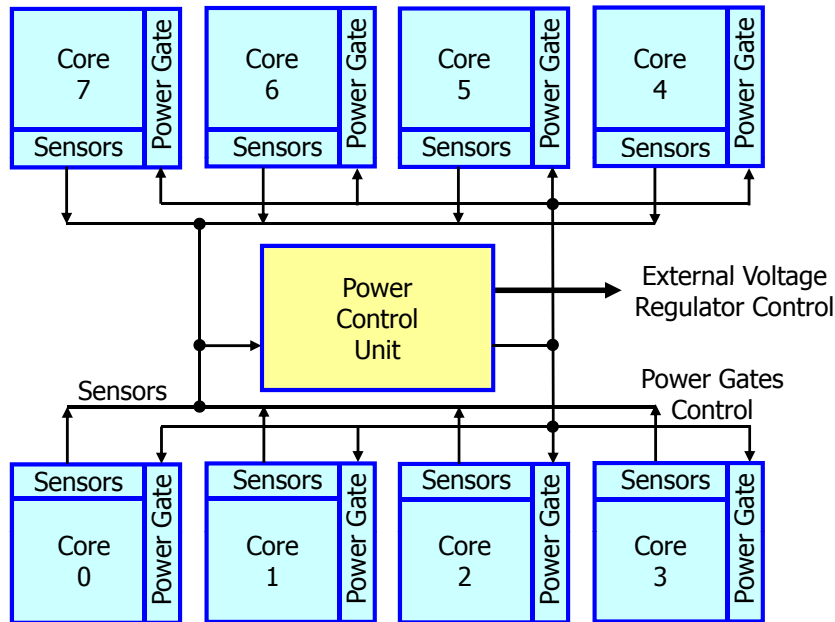 Core
7
Power Gate
Sensors
Core
6
Power Gate
Sensors
Core
5
Power Gate
Sensors
Core
4
Power Gate
Sensors
Power
Control
Unit
External Voltage
Regulator Control
Sensors
Power Gates
Control
Sensors
Power Gate
Core
0
Sensors
Power Gate
Core
1
Sensors
Power Gate
Core
2
Sensors
Power Gate
Core
3